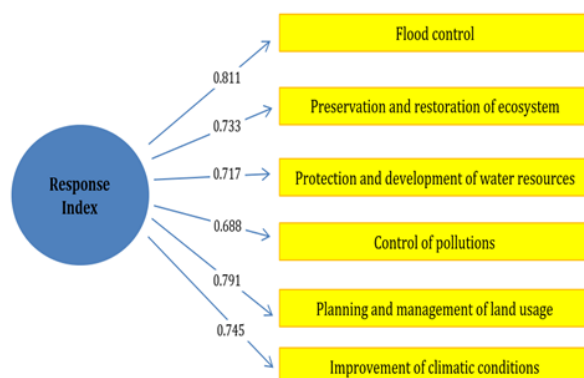 Flood control
0.811
Preservation and restoration of ecosystem
0.733
Protection and development of water resources
0.717
Response
Index
0.688
Control of pollutions
0.791
Planning and management of land usage
0.745
Improvement of climatic conditions